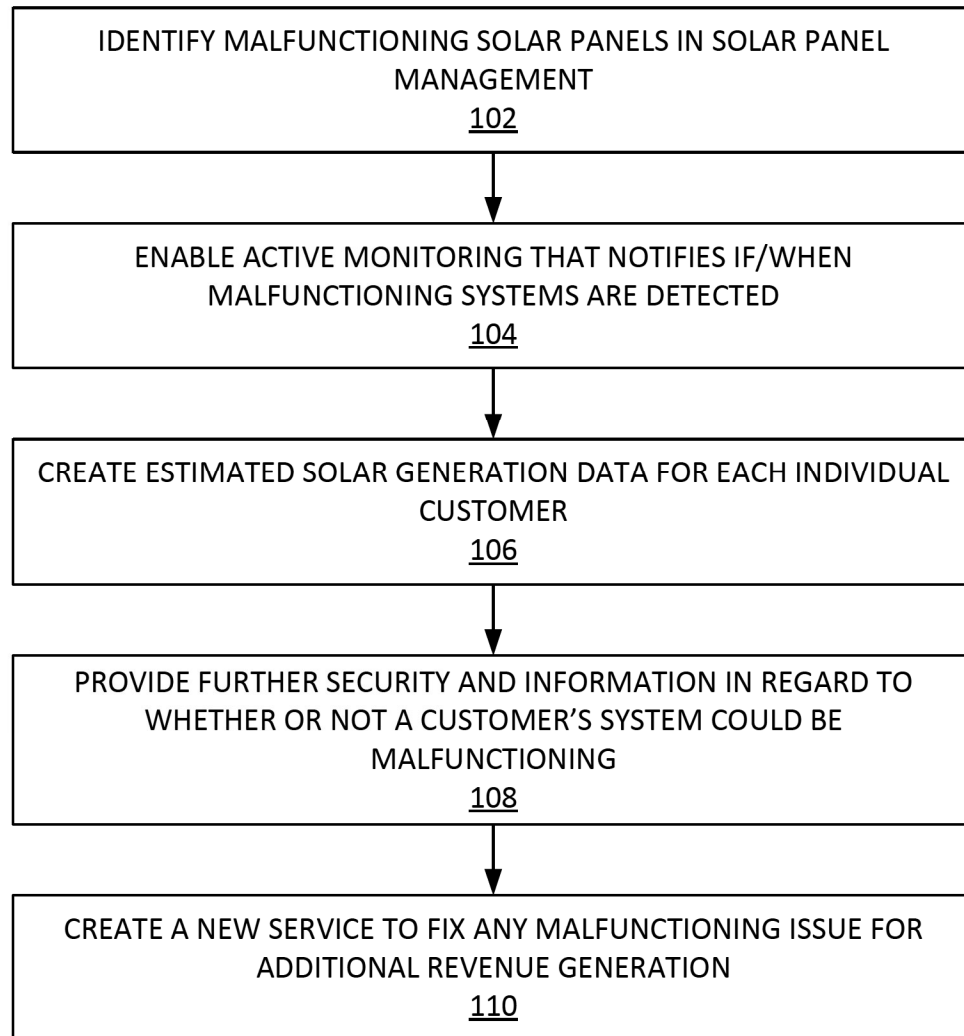 IDENTIFY MALFUNCTIONING SOLAR PANELS IN SOLAR PANEL
MANAGEMENT
102
ENABLE ACTIVE MONITORING THAT NOTIFIES IF/WHEN
MALFUNCTIONING SYSTEMS ARE DETECTED
104
CREATE ESTIMATED SOLAR GENERATION DATA FOR EACH INDIVIDUAL
CUSTOMER
106
PROVIDE FURTHER SECURITY AND INFORMATION IN REGARD TO
WHETHER OR NOT A CUSTOMER'S SYSTEM COULD BE
MALFUNCTIONING
108
CREATE A NEW SERVICE TO FIX ANY MALFUNCTIONING ISSUE FOR
ADDITIONAL REVENUE GENERATION
110